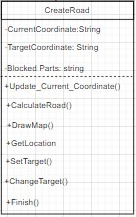 CreateRoad
-CurrentCoordinate:String
-TargetCoordinate: String
-Blocked Parts: string
+Update_Current_Coordinate()
+CalculateRoad()
+DrawMap()
+GetLocation
+SetTarget()
+ChangeTarget()
+Finish()